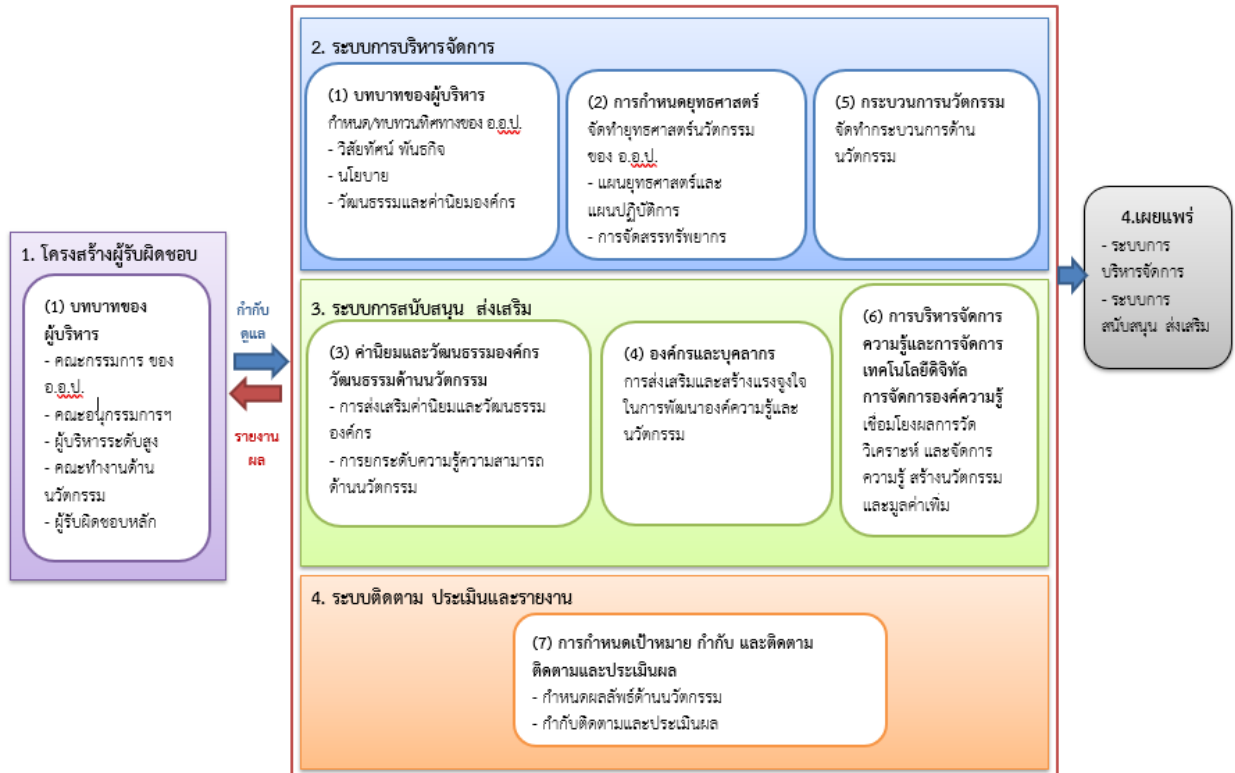 2. ระบบการบริหารจัดการ
(1) บทบาทของผู้บริหาร
กำหนด/ทบทวนทิศทางของ อ.อ.ป.
- วิสัยทัศน์ พันธกิจ
- นโยบาย
- วัฒนธรรมและค่านิยมองค์กร
(2) การกำหนดยุทธศาสตร์
จัดทำยุทธศาสตร์นวัตกรรม
ของ อ.อ.ป.
- แผนยุทธศาสตร์และ
แผนปฏิบัติการ
- การจัดสรรทรัพยากร
(5) กระบวนการนวัตกรรม
จัดทำกระบวนการด้าน
นวัตกรรม
1. โครงสร้างผู้รับผิดชอบ
(1) บทบาทของ
ผู้บริหาร
- คณะกรรมการ ของ
อ.อ.ป.
- คณะอนุกรรมการฯ
- ผู้บริหารระดับสูง
- คณะทำงานด้าน
นวัตกรรม
- ผู้รับผิดชอบหลัก
กำกับ
ดูแล
รายงาน
ผล
3. ระบบการสนับสนุน ส่งเสริม
(3) ค่านิยมและวัฒนธรรมองค์กร
วัฒนธรรมด้านนวัตกรรม
- การส่งเสริมค่านิยมและวัฒนธรรม
องค์กร
- การยกระดับความรู้ความสามารถ
ด้านนวัตกรรม
(4) องค์กรและบุคลากร
การส่งเสริมและสร้างแรงจูงใจ
ในการพัฒนาองค์ความรู้และ
นวัตกรรม
(6) การบริหารจัดการ
ความรู้และการจัดการ
เทคโนโลยีดิจิทัล
การจัดการองค์ความรู้
เชื่อมโยงผลการวัด
วิเคราะห์ และจัดการ
ความรู้ สร้างนวัตกรรม
และมูลค่าเพิ่ม
4.เผยแพร่
- ระบบการ
บริหารจัดการ
- ระบบการ
สนับสนุน ส่งเสริม
4. ระบบติดตาม ประเมินและรายงาน
(7) การกำหนดเป้าหมาย กำกับ และติดตาม
ติดตามและประเมินผล
- กำหนดผลลัพธ์ด้านนวัตกรรม
- กำกับติดตามและประเมินผล